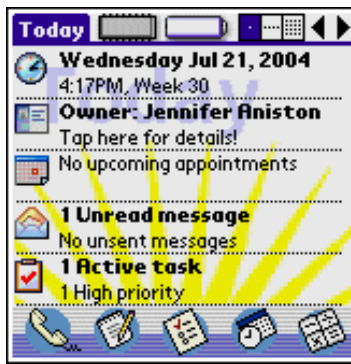 Today
Wednesday Jul 21, 2004
4:17PM, Week 30
Owner: Jennifer Aniston
Tap here for details!
No upcoming appointments
1 Unread message
No unsent messages
1 Active task
1 High priority
Today